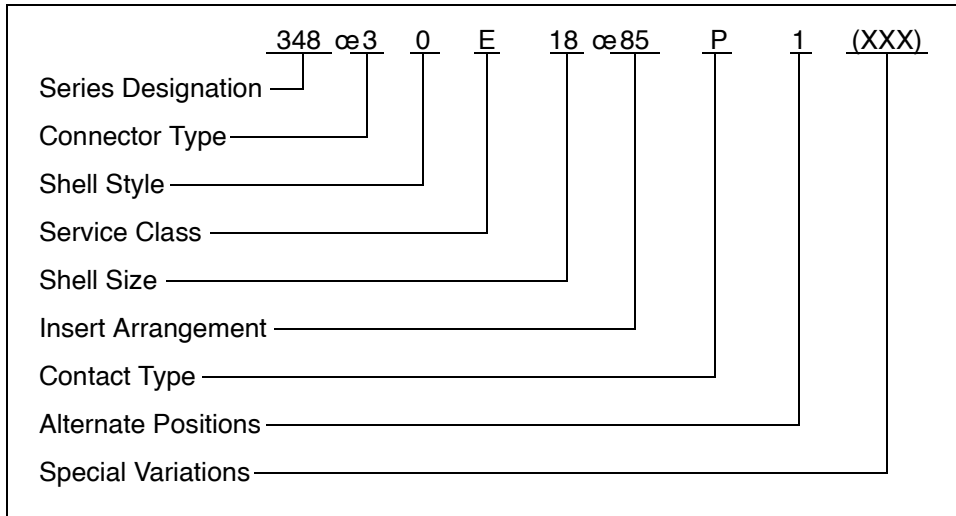 348 œ3 0 E 18 œ85 P 1 (XXX)
Series Designation
Connector Type
Shell Style
Service Class
Shell Size
Insert Arrangement
Contact Type
Alternate Positions
Special Variations